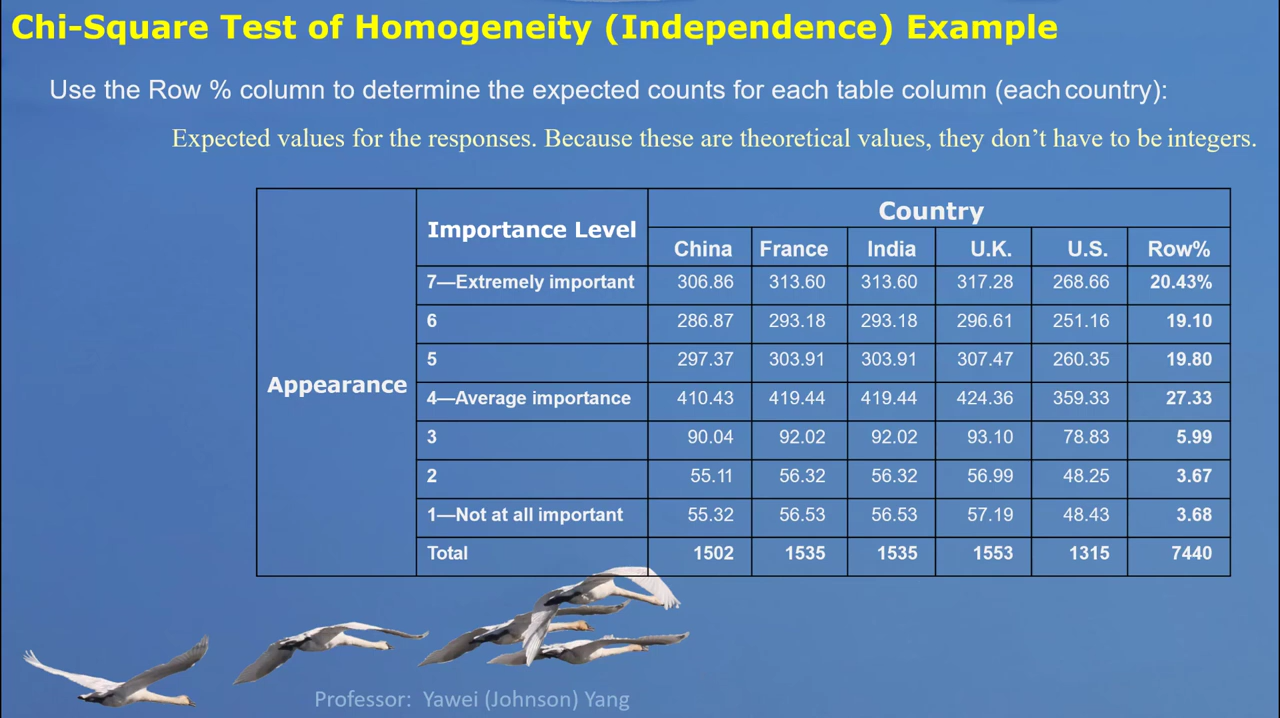 Chi-Square Test of Homogeneity (Independence) Example
Use the Row % column to determine the expected counts for each table column (each country):
Expected values for the responses. Because these are theoretical values, they don't have to be integers.
Appearance
Importance Level
Country
China France India U.K. U.S. Row%
7—Extremely important 306.86 313.60 313.60 317.28 268.66 20.43%
6 286.87 293.18 293.18 296.61 251.16 19.10
5 297.37 303.91 303.91 307.47 260.35 19.80
4—Average importance 410.43 419.44 419.44 424.36 359.33 27.33
3 90.04 92.02 92.02 93.10 78.83 5.99
2 55.11 56.32 56.32 56.99 48.25 3.67
1—Not at all important 55.32 56.53 56.53 57.19 48.43 3.68
Total 1502 1535 1535 1553 1315 7440
Professor: Yawei (Johnson) Yang